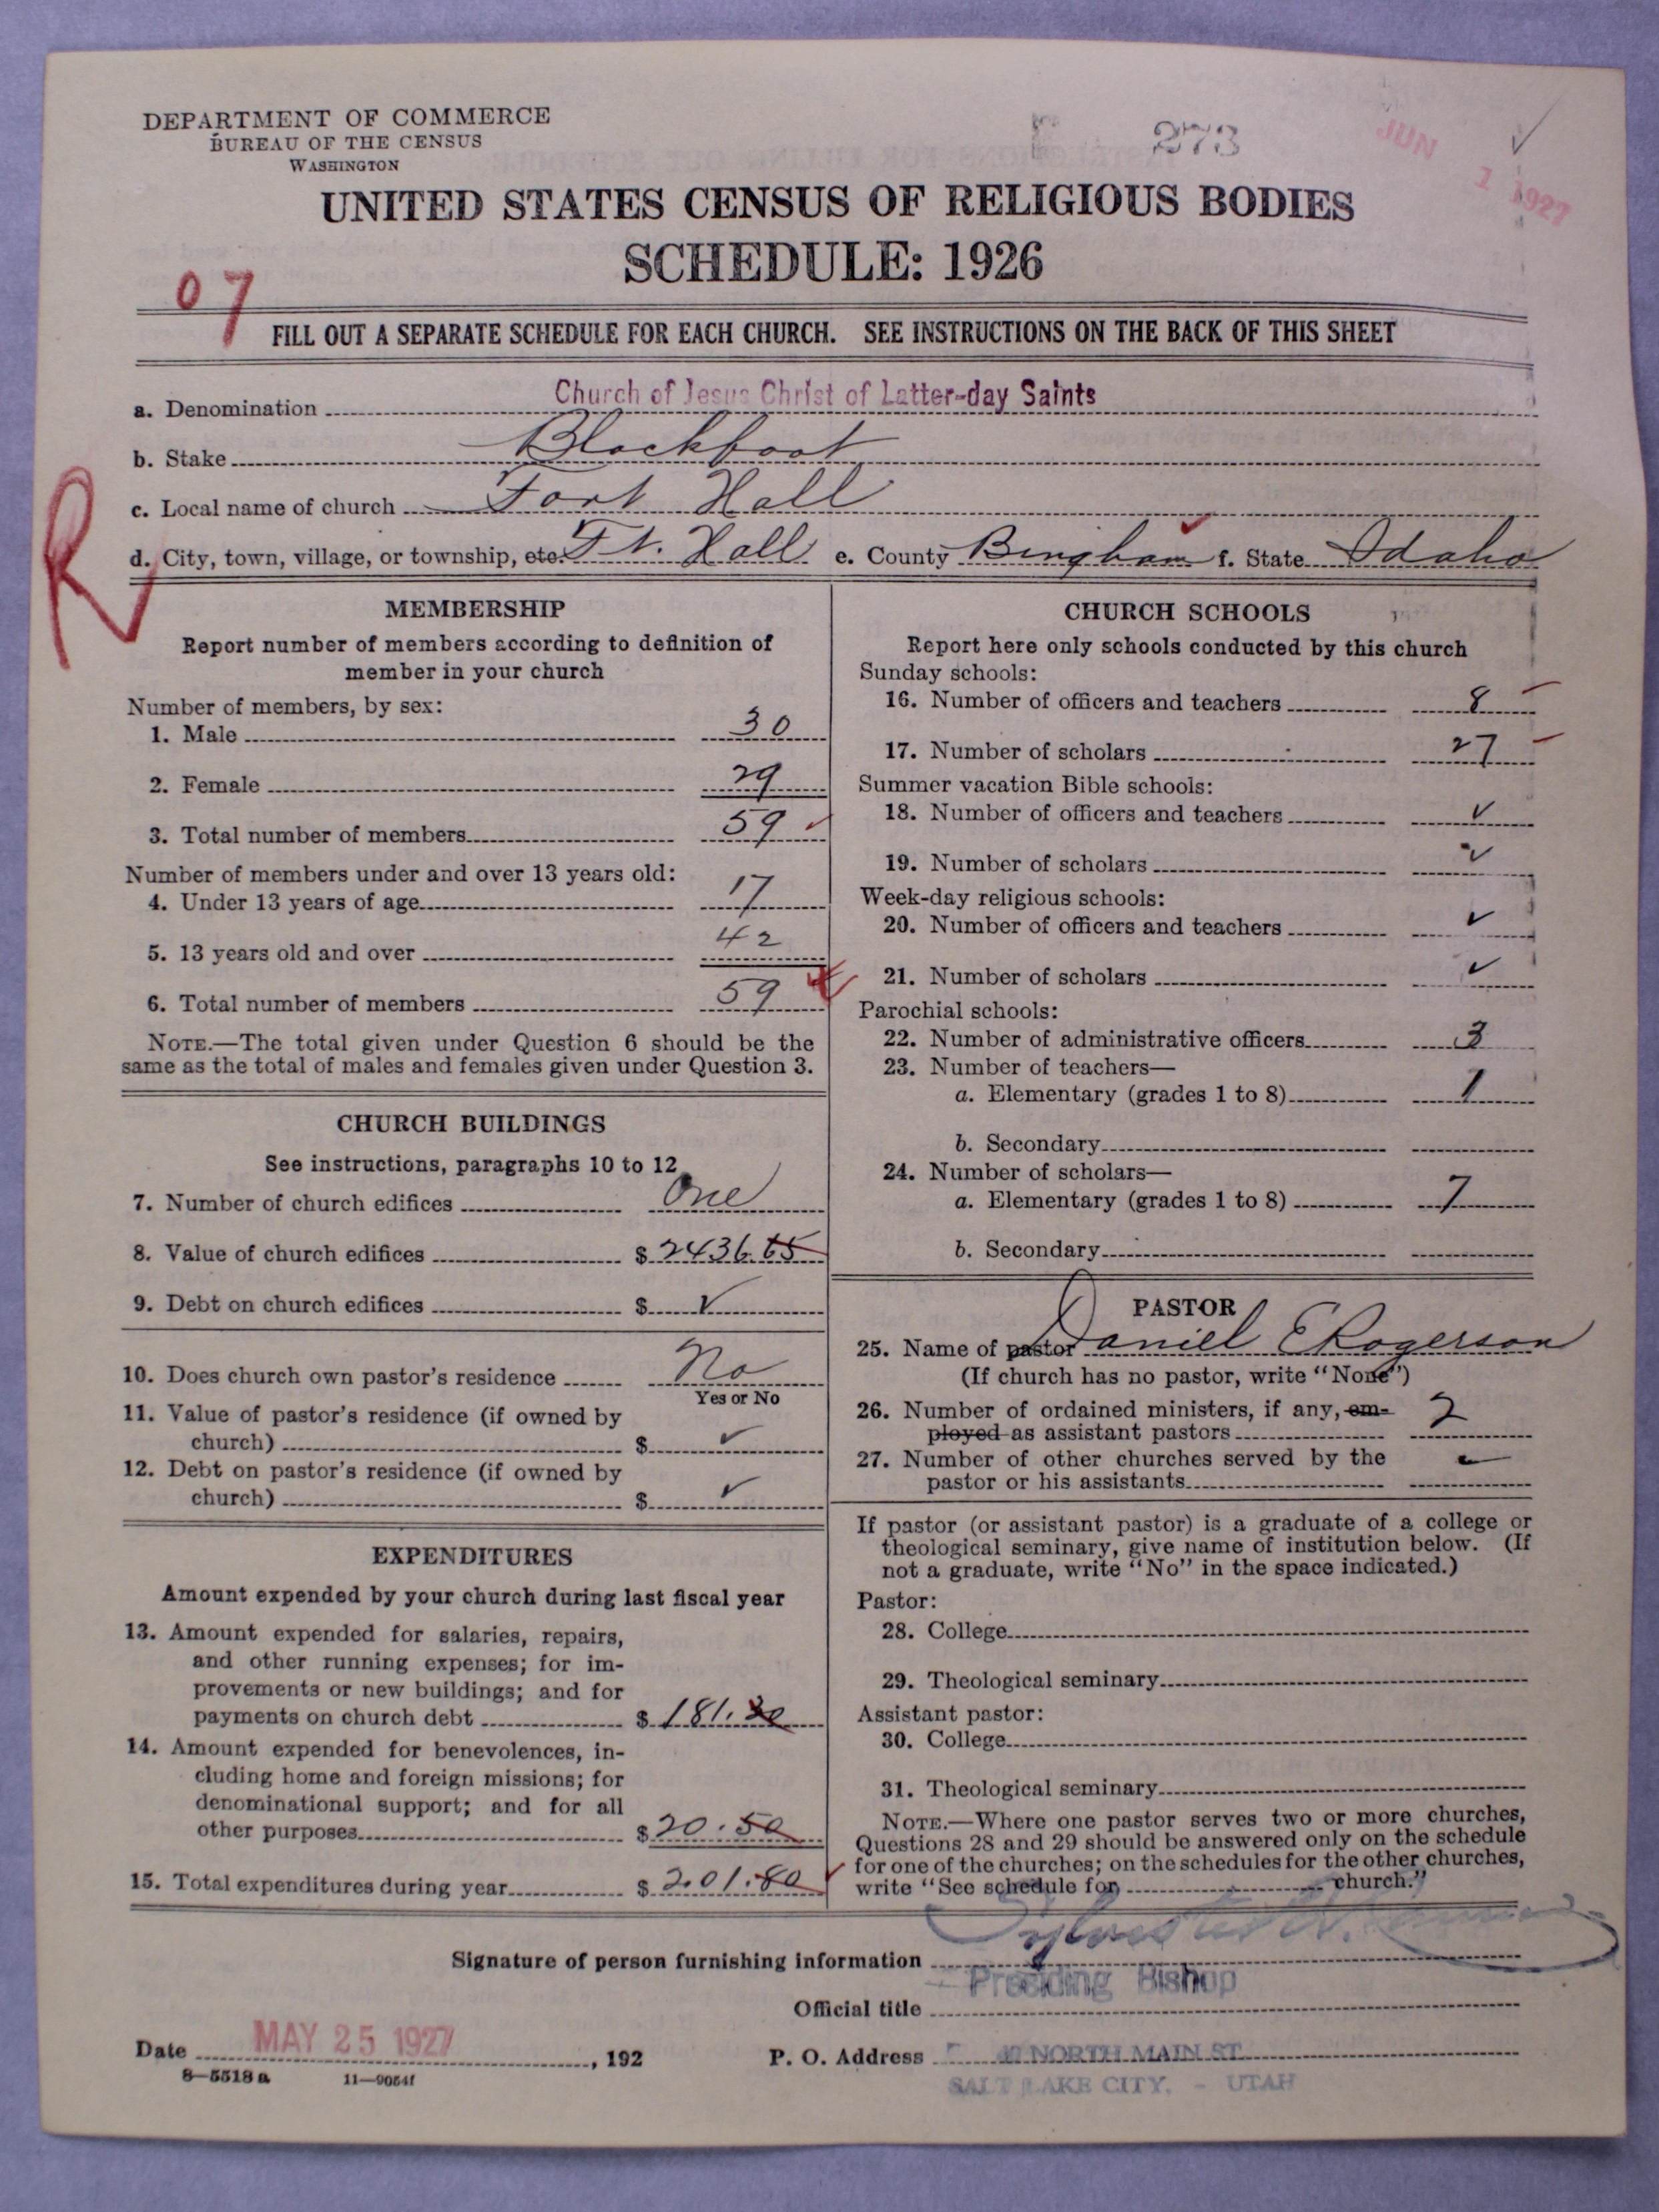 DEPARTMENT OF COMMERCE
BUREAU OF THE CENSUS
WASHINGTON
273
JUN 1 1927
UNITED STATES CENSUS OF RELIGIOUS BODIES
SCHEDULE: 1926
07
FILL OUT A SEPARATE SCHEDULE FOR EACH CHURCH. SEE INSTRUCTIONS ON THE BACK OF THIS SHEET
a. Denomination Church of Jesus Christ of Latter-day Saints
b. Stake Blackfoot
c. Local name of church Fort Hall
R
d. City, town, village, or township, etc. Ft. Hall e. County Bingham f. State Idaho
MEMBERSHIP
Report number of members according to definition of
member in your church
Number of members, by sex:
1. Male 30
2. Female 29
3. Total number of members 59
Number of members under and over 13 years old:
4. Under 13 years of age 17
5. 13 years old and over 42
6. Total number of members 59
NOTE.—The total given under Question 6 should be the
same as the total of males and females given under Question 3.
CHURCH BUILDINGS
See instructions, paragraphs 10 to 12
7. Number of church edifices One
8. Value of church edifices $ 2436.65
9. Debt on church edifices $ ✓
10. Does church own pastor's residence No
Yes or No
11. Value of pastor's residence (if owned by
church) $ ✓
12. Debt on pastor's residence (if owned by
church) $ ✓
EXPENDITURES
Amount expended by your church during last fiscal year
13. Amount expended for salaries, repairs,
and other running expenses; for im-
provements or new buildings; and for
payments on church debt $ 181.30
14. Amount expended for benevolences, in-
cluding home and foreign missions; for
denominational support; and for all
other purposes $ 20.50
15. Total expenditures during year $ 201.80
CHURCH SCHOOLS
Report here only schools conducted by this church
Sunday schools:
16. Number of officers and teachers 8
17. Number of scholars 27
Summer vacation Bible schools:
18. Number of officers and teachers ✓
19. Number of scholars ✓
Week-day religious schools:
20. Number of officers and teachers ✓
21. Number of scholars ✓
Parochial schools:
22. Number of administrative officers 3
23. Number of teachers—
a. Elementary (grades 1 to 8) 1
b. Secondary
24. Number of scholars—
a. Elementary (grades 1 to 8) 7
b. Secondary
PASTOR
25. Name of pastor Daniel E Rogerson
(If church has no pastor, write "None")
26. Number of ordained ministers, if any, em-
ployed as assistant pastors 2
27. Number of other churches served by the
pastor or his assistants
If pastor (or assistant pastor) is a graduate of a college or
theological seminary, give name of institution below. (If
not a graduate, write "No" in the space indicated.)
Pastor:
28. College
29. Theological seminary
Assistant pastor:
30. College
31. Theological seminary
NOTE.—Where one pastor serves two or more churches,
Questions 28 and 29 should be answered only on the schedule
for one of the churches; on the schedules for the other churches,
write "See schedule for church."
Signature of person furnishing information Sylvester Q.
Official title Presiding Bishop
Date MAY 25 1927, 192 P. O. Address NORTH MAIN ST.
8—5518 a 11—9054f SALT LAKE CITY, - UTAH